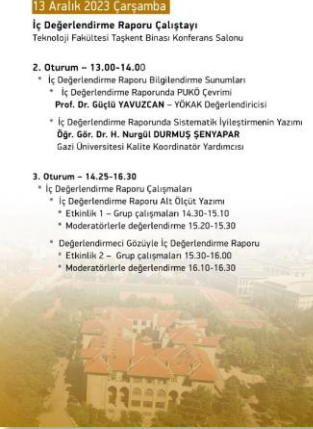 13 Aralık 2023 Çarşamba
İç Değerlendirme Raporu Çalıştayı
Teknoloji Fakültesi Taşkent Binası Konferans Salonu
2. Oturum – 13.00-14.00
* İç Değerlendirme Raporu Bilgilendirme Sunumları
* İç Değerlendirme Raporunda PUKÖ Çevrimi
Prof. Dr. Güçlü YAVUZCAN – YÖKAK Değerlendiricisi
* İç Değerlendirme Raporunda Sistematik İyileştirmenin Yazımı
Öğr. Gör. Dr. H. Nurgül DURMUŞ ŞENYAPAR
Gazi Üniversitesi Kalite Koordinatör Yardımcısı
3. Oturum – 14.25-16.30
* İç Değerlendirme Raporu Çalışmaları
* İç Değerlendirme Raporu Alt Ölçüt Yazımı
* Etkinlik 1 – Grup çalışmaları 14.30-15.10
* Moderatörlerle değerlendirme 15.20-15.30
* Değerlendirmeci Gözüyle İç Değerlendirme Raporu
* Etkinlik 2 – Grup çalışmaları 15.30-16.00
* Moderatörlerle değerlendirme 16.10-16.30